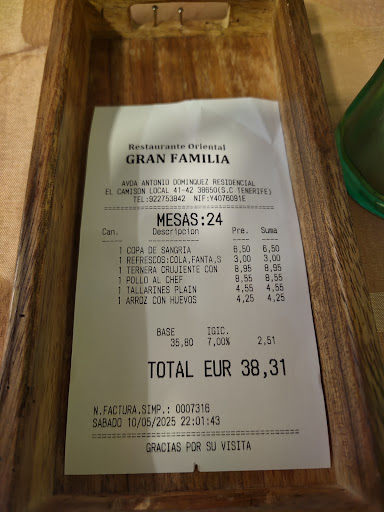 Restaurante Oriental
GRAN FAMILIA
AVDA ANTONIO DOMINQUEZ RESIDENCIAL
EL CAMISON LOCAL 41-42 38650(S.C TENERIFE)
TEL:922753842 NIF:Y4076091E
MESAS:24
Can. Descripcion Pre. Suma
1 COPA DE SANGRIA 6,50 6,50
1 REFRESCOS:COLA,FANTA,S 3,00 3,00
1 TERNERA CRUJIENTE CON 8,95 8,95
1 POLLO AL CHEF 8,55 8,55
1 TALLARINES PLAIN 4,55 4,55
1 ARROZ CON HUEVOS 4,25 4,25
BASE IGIC.
35,80 7,00% 2,51
TOTAL EUR 38,31
N.FACTURA.SIMP.: 0007316
SABADO 10/05/2025 22:01:43
GRACIAS POR SU VISITA